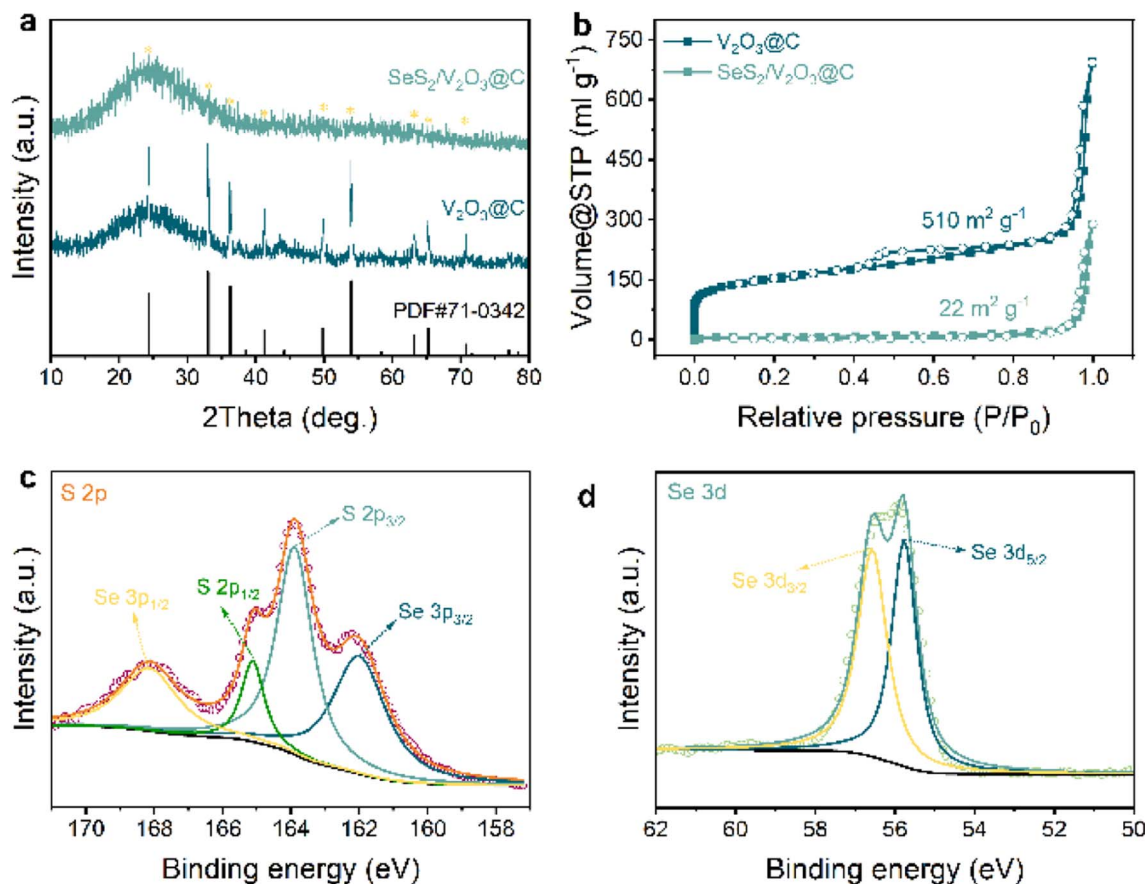 a
SeS₂/V₂O₃@C
V₂O₃@C
PDF#71-0342
Intensity (a.u.)
10 20 30 40 50 60 70 80
2Theta (deg.)
b
V₂O₃@C
SeS₂/V₂O₃@C
750
600
450
300
150
0
510 m² g⁻¹
22 m² g⁻¹
Volume@STP (ml g⁻¹)
0.0 0.2 0.4 0.6 0.8 1.0
Relative pressure (P/P₀)
c
S 2p
S 2p₃/₂
S 2p₁/₂
Se 3p₁/₂
Se 3p₃/₂
Intensity (a.u.)
170 168 166 164 162 160 158
Binding energy (eV)
d
Se 3d
Se 3d₅/₂
Se 3d₃/₂
Intensity (a.u.)
62 60 58 56 54 52 50
Binding energy (eV)